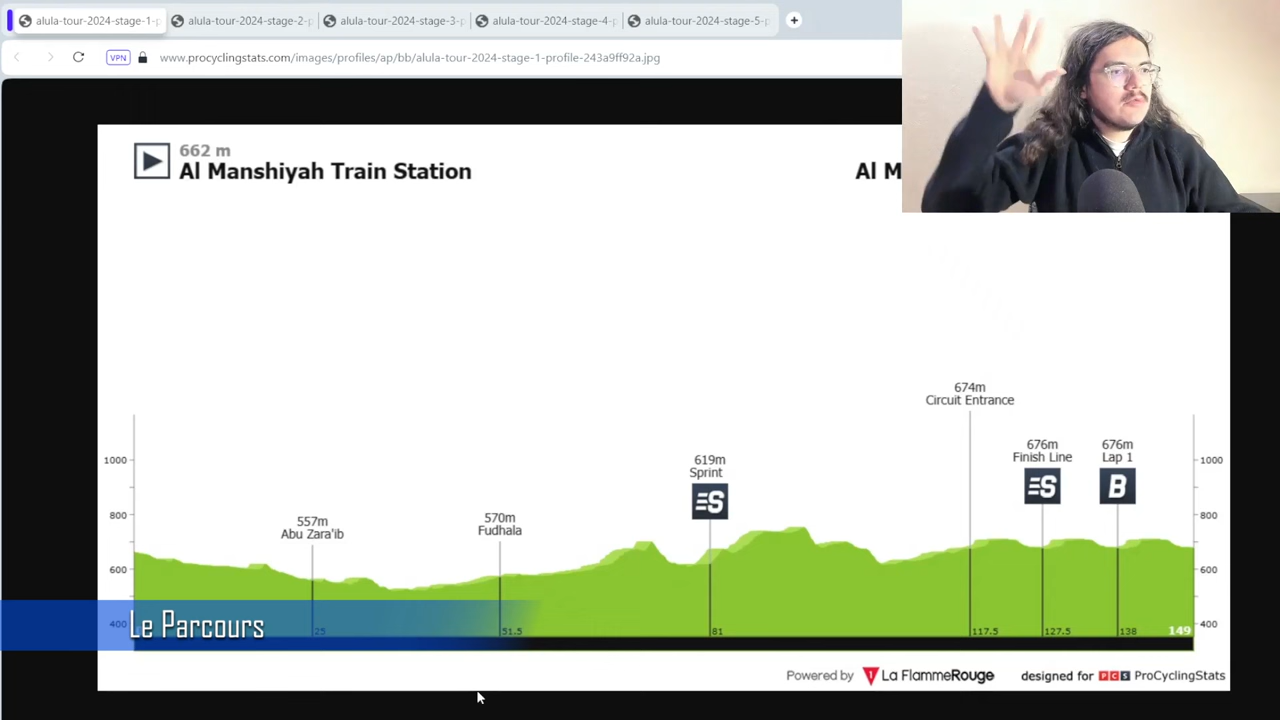 alula-tour-2024-stage-1-p
alula-tour-2024-stage-2-p
alula-tour-2024-stage-3-p
alula-tour-2024-stage-4-p
alula-tour-2024-stage-5-p
VPN
www.procyclingstats.com/images/profiles/ap/bb/alula-tour-2024-stage-1-profile-243a9ff92a.jpg
662 m
Al Manshiyah Train Station
Al M
674m
Circuit Entrance
676m
Finish Line
S
676m
Lap 1
B
619m
Sprint
S
557m
Abu Zara'ib
570m
Fudhala
1000
800
600
400
1000
800
600
400
Le Parcours
25
51.5
81
117.5
127.5
138
149
Powered by
La FlammeRouge
designed for
PCS
ProCyclingStats